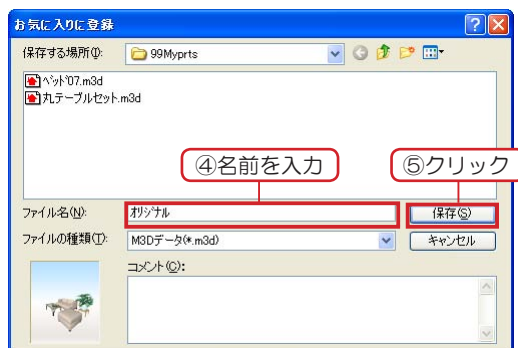 お気に入りに登録
保存する場所(I):
99Myprts
ﾍﾞｯﾄﾞ07.m3d
丸テーブルセット.m3d
④名前を入力
⑤クリック
ファイル名(N):
ｵﾘｼﾞﾅﾙ
保存(S)
ファイルの種類(T):
M3Dデータ(*.m3d)
キャンセル
ｺﾒﾝﾄ(C):